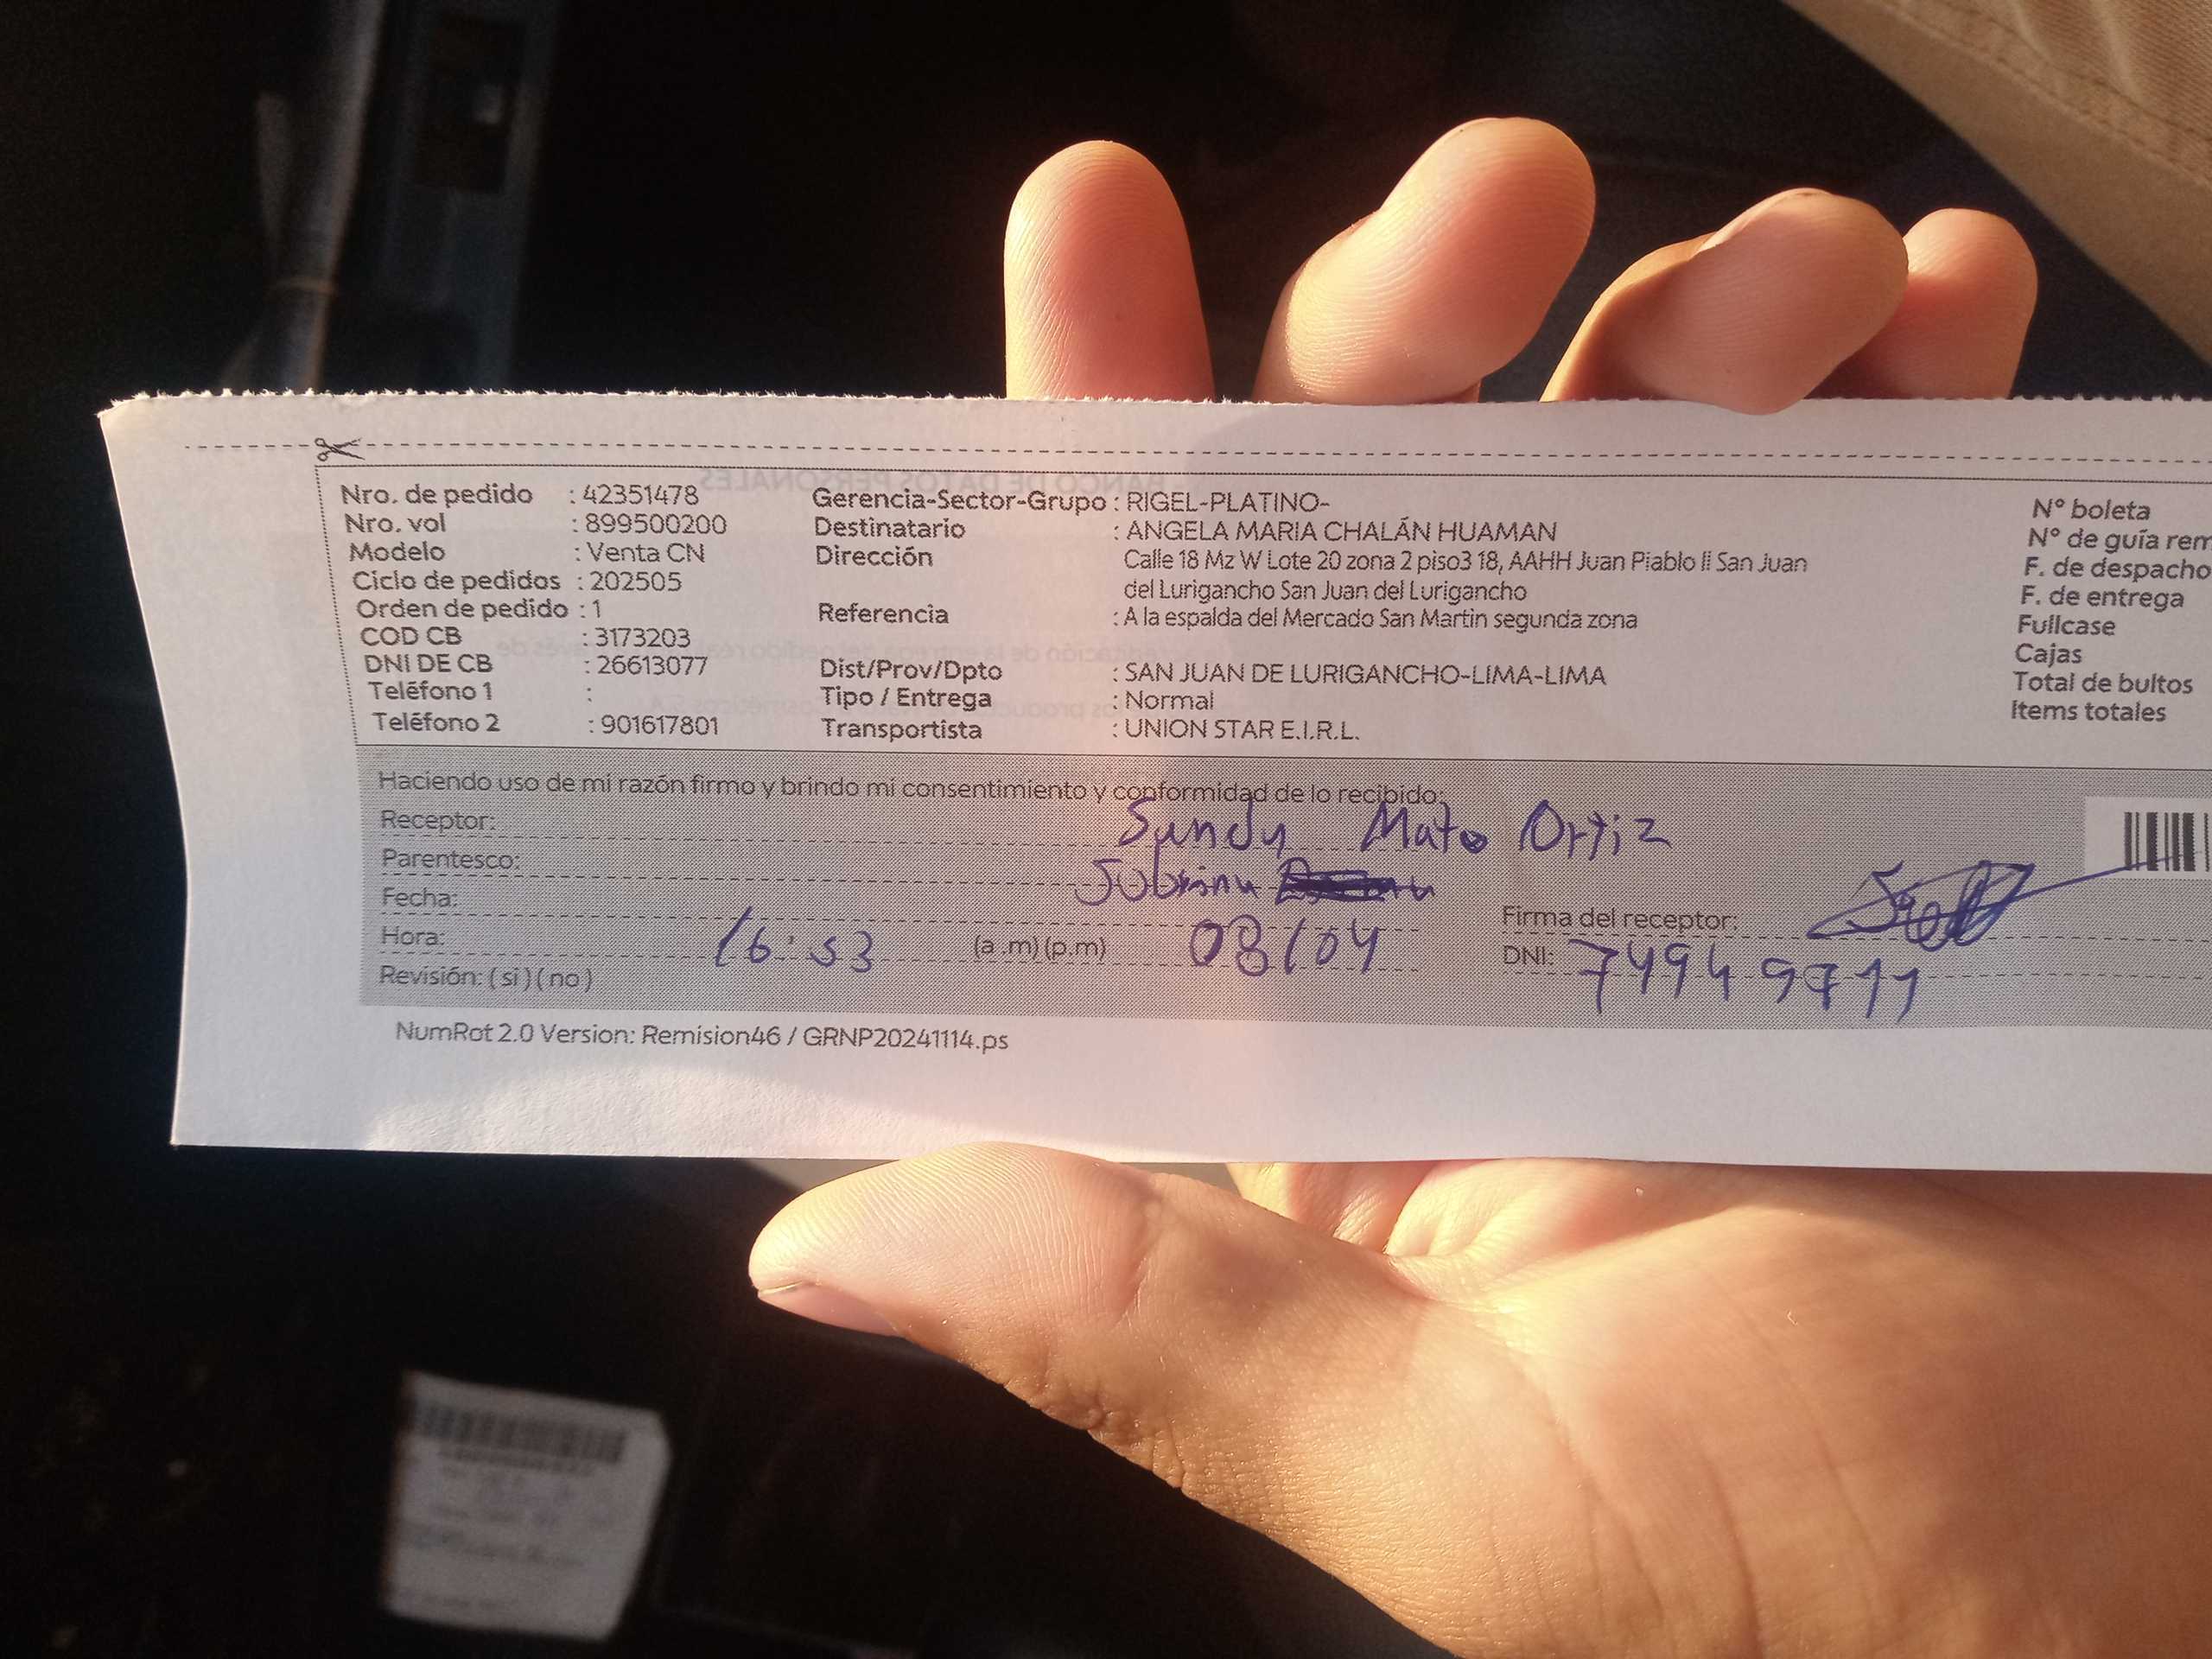 Nro. de pedido : 42351478
Nro. vol : 899500200
Modelo : Venta CN
Ciclo de pedidos : 202505
Orden de pedido : 1
COD CB : 3173203
DNI DE CB : 26613077
Teléfono 1 :
Teléfono 2 : 901617801
Gerencia-Sector-Grupo : RIGEL-PLATINO-
Destinatario : ANGELA MARIA CHALÁN HUAMAN
Dirección : Calle 18 Mz W Lote 20 zona 2 piso3 18, AAHH Juan Piablo II San Juan
del Lurigancho San Juan del Lurigancho
Referencia : A la espalda del Mercado San Martin segunda zona
Dist/Prov/Dpto : SAN JUAN DE LURIGANCHO-LIMA-LIMA
Tipo / Entrega : Normal
Transportista : UNION STAR E.I.R.L.
N° boleta
N° de guía rem
F. de despacho
F. de entrega
Fullcase
Cajas
Total de bultos
Items totales
Haciendo uso de mi razón firmo y brindo mi consentimiento y conformidad de lo recibido:
Receptor: Sandy Mato Ortiz
Parentesco:
Fecha:
Hora: 16:53 (a .m) (p.m) 08/04
Revisión: ( si ) ( no )
Firma del receptor:
DNI: 74949711
NumRot 2.0 Version: Remision46 / GRNP20241114.ps